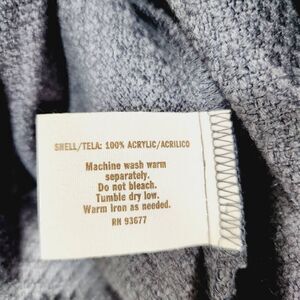 SHELL/TELA: 100% ACRYLIC/ACRILICO
Machine wash warm
separately.
Do not bleach.
Tumble dry low.
Warm iron as needed.
RN 93677